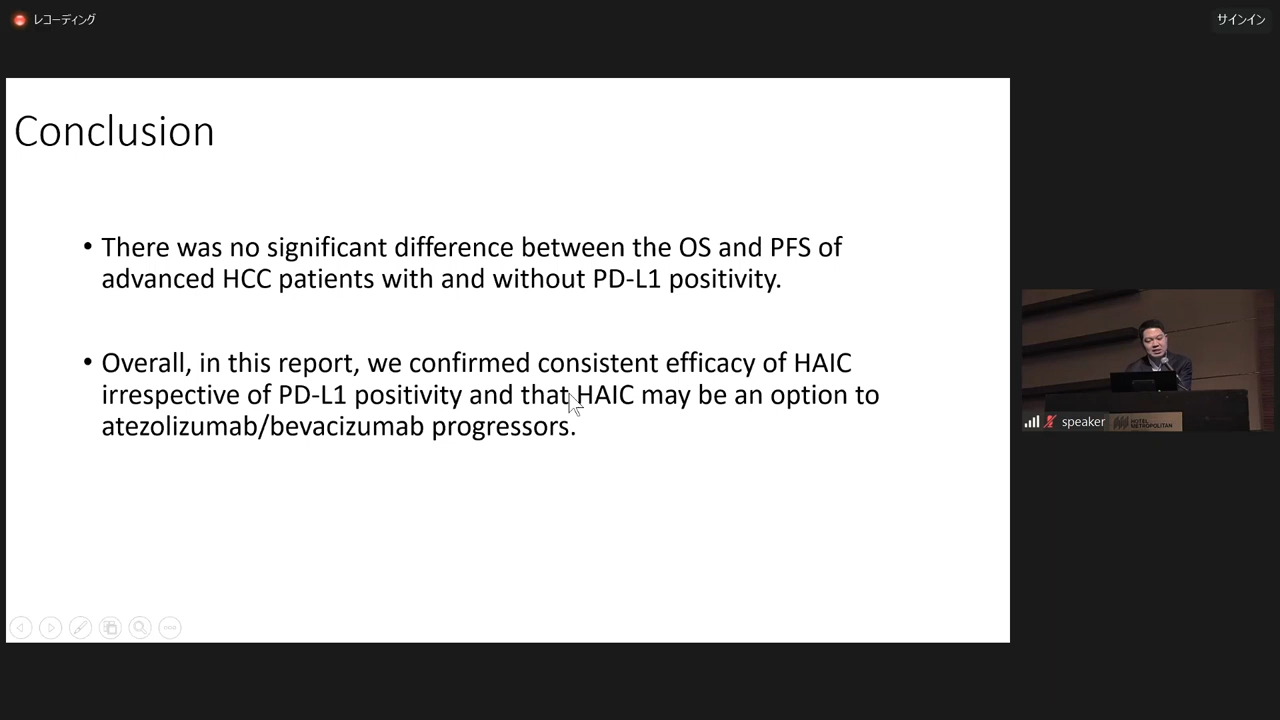 レコーディング
サインイン
Conclusion
• There was no significant difference between the OS and PFS of
advanced HCC patients with and without PD-L1 positivity.
• Overall, in this report, we confirmed consistent efficacy of HAIC
irrespective of PD-L1 positivity and that HAIC may be an option to
atezolizumab/bevacizumab progressors.
speaker
HOTEL
METROPOLITAN